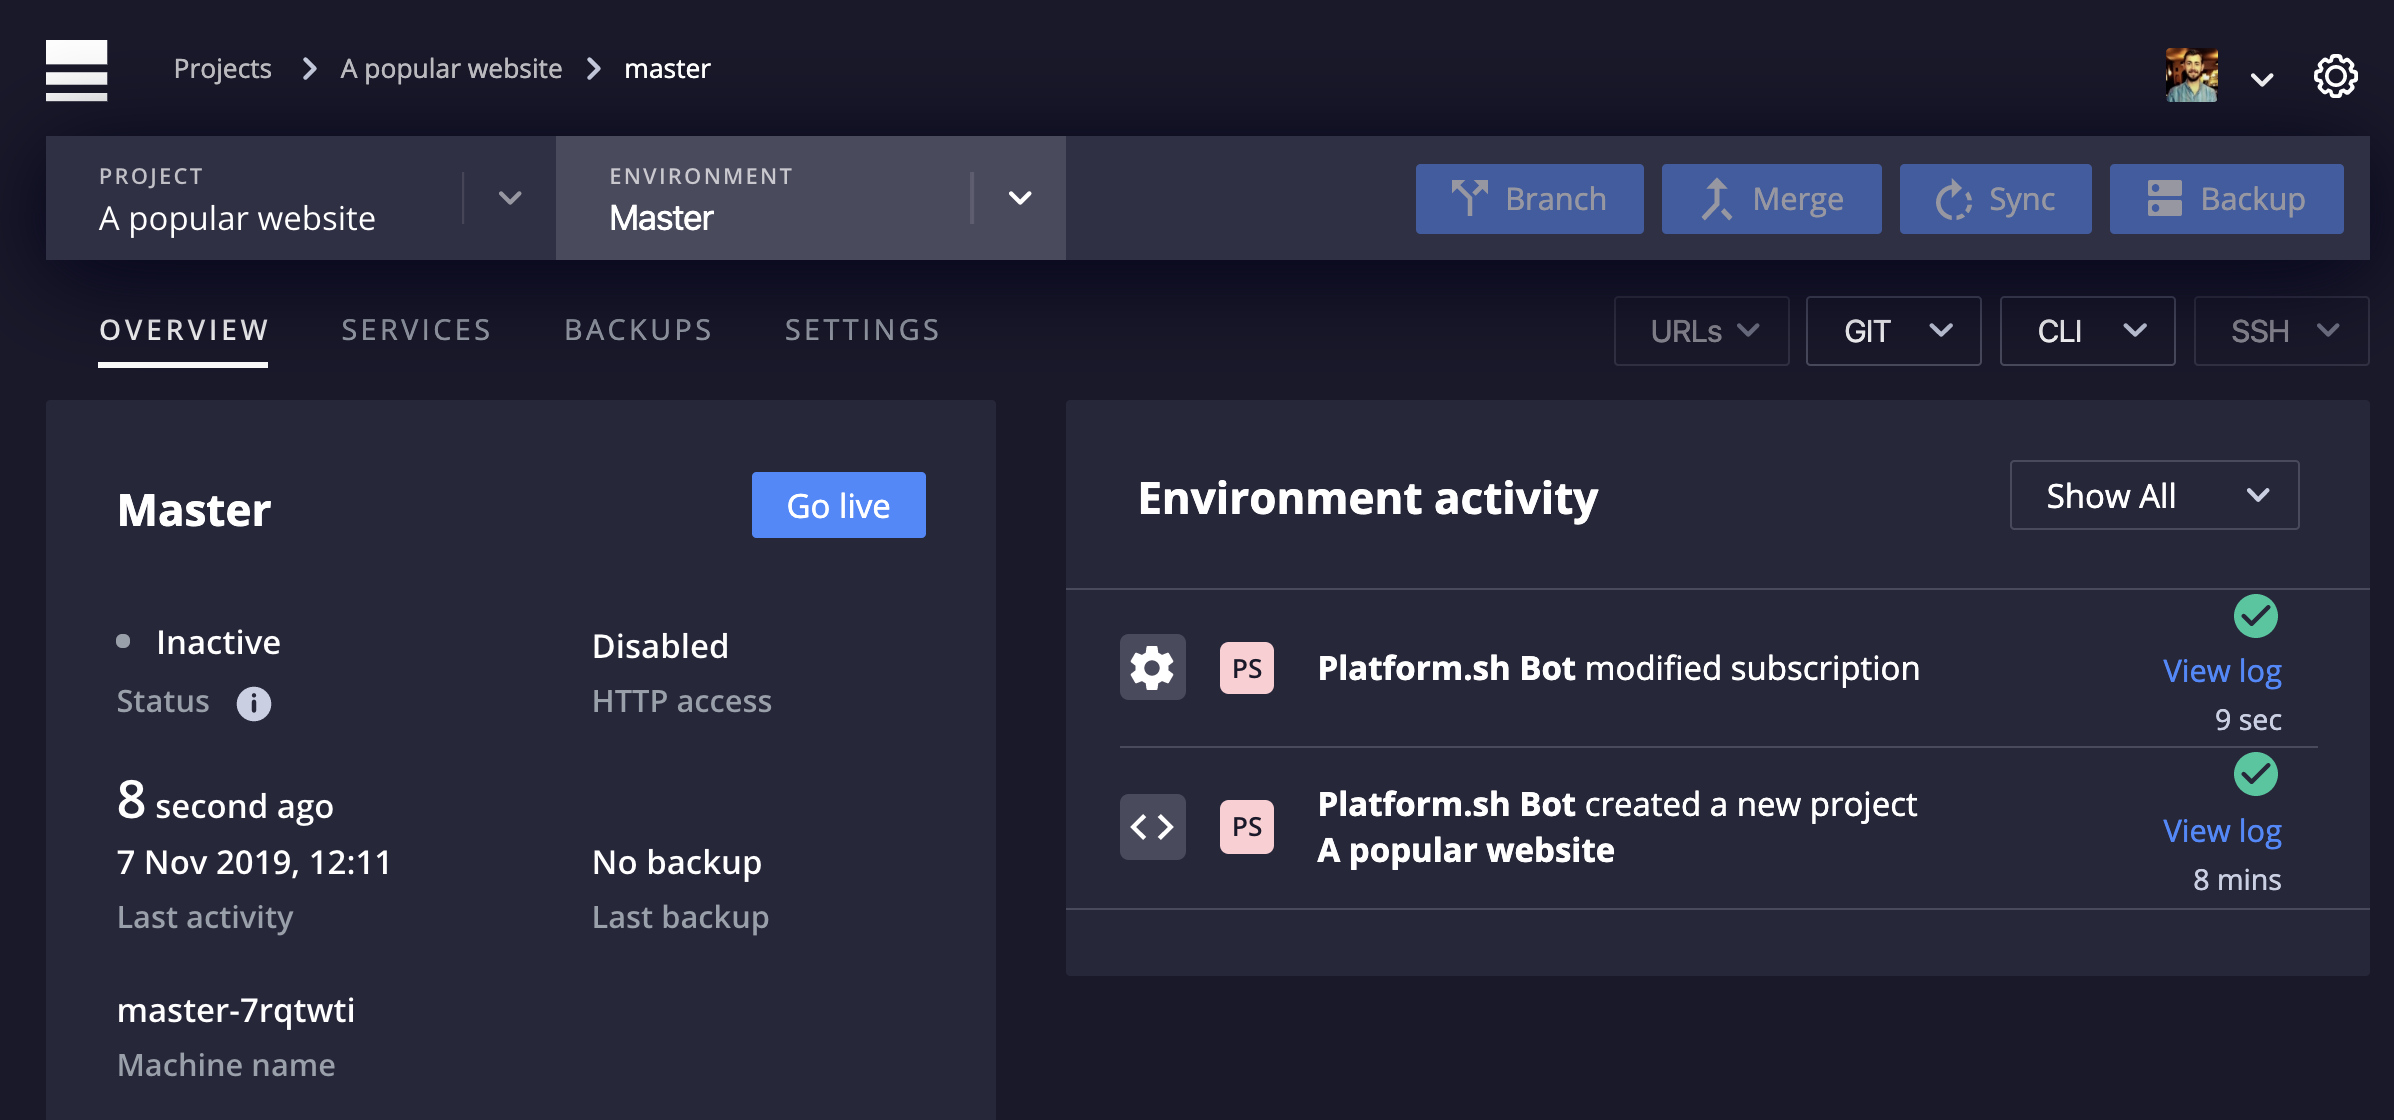 Projects
A popular website
master
PROJECT
A popular website
ENVIRONMENT
Master
Branch
Merge
Sync
Backup
OVERVIEW
SERVICES
BACKUPS
SETTINGS
URLs
GIT
CLI
SSH
Master
Go live
Inactive
Status
Disabled
HTTP access
8 second ago
7 Nov 2019, 12:11
Last activity
No backup
Last backup
master-7rqtwti
Machine name
Environment activity
Show All
PS
Platform.sh Bot modified subscription
View log
9 sec
PS
Platform.sh Bot created a new project
A popular website
View log
8 mins